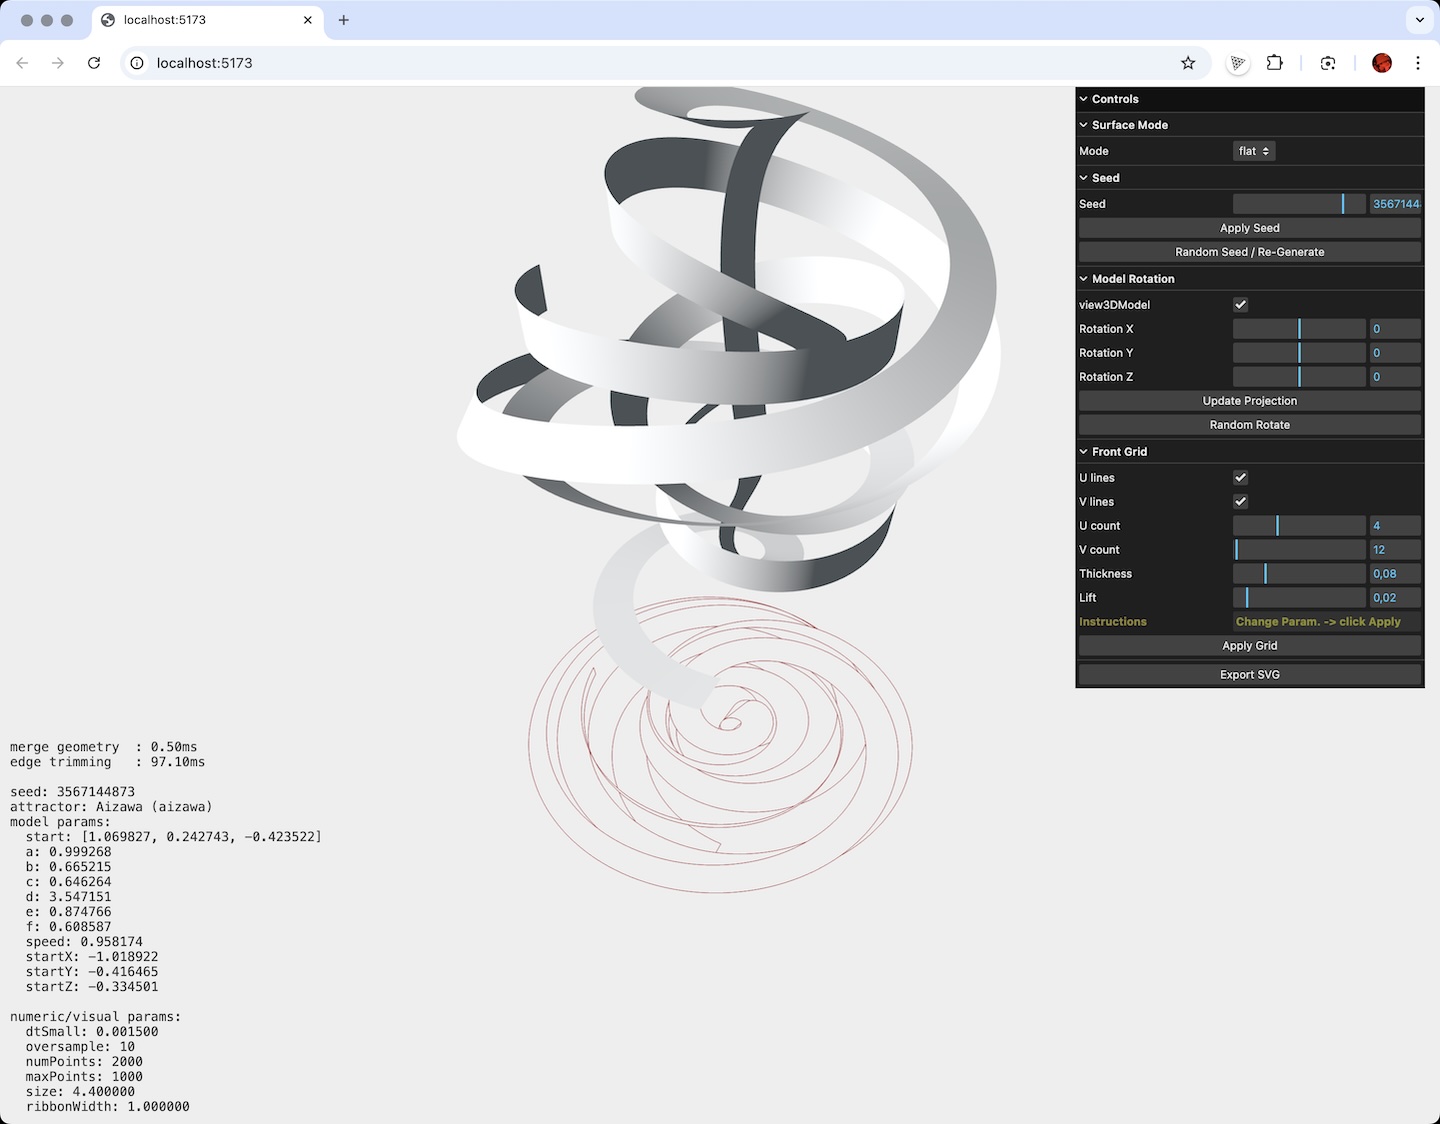 localhost:5173
localhost:5173
Controls
Surface Mode
Mode flat
Seed
Seed 3567144
Apply Seed
Random Seed / Re-Generate
Model Rotation
view3DModel
Rotation X 0
Rotation Y 0
Rotation Z 0
Update Projection
Random Rotate
Front Grid
U lines
V lines
U count 4
V count 12
Thickness 0,08
Lift 0,02
Instructions Change Param. -> click Apply
Apply Grid
Export SVG
merge geometry : 0.50ms
edge trimming : 97.10ms
seed: 3567144873
attractor: Aizawa (aizawa)
model params:
start: [1.069827, 0.242743, -0.423522]
a: 0.999268
b: 0.665215
c: 0.646264
d: 3.547151
e: 0.874766
f: 0.608587
speed: 0.958174
startX: -1.018922
startY: -0.416465
startZ: -0.334501
numeric/visual params:
dtSmall: 0.001500
oversample: 10
numPoints: 2000
maxPoints: 1000
size: 4.400000
ribbonWidth: 1.000000